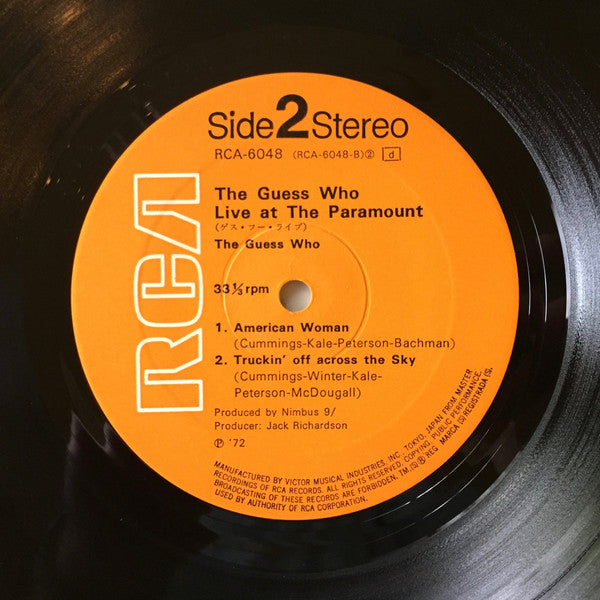 Side 2 Stereo
RCA-6048 (RCA-6048-B)② d
RCA
The Guess Who
Live at The Paramount
(ゲス・フー・ライブ)
The Guess Who
33 1/3 rpm
1. American Woman
(Cummings-Kale-Peterson-Bachman)
2. Truckin' off across the Sky
(Cummings-Winter-Kale-
Peterson-McDougall)
Produced by Nimbus 9/
Producer: Jack Richardson
Ⓟ '72
MANUFACTURED BY VICTOR MUSICAL INDUSTRIES, INC., TOKYO, JAPAN FROM MASTER
RECORDINGS OF RCA RECORDS. ALL RIGHTS RESERVED, COPYING, PUBLIC PERFORMANCE,
BROADCASTING OF THESE RECORDS ARE FORBIDDEN, TM.(S)® REG MARCA (S) REGISTRADA (S).
USED BY AUTHORITY OF RCA CORPORATION.